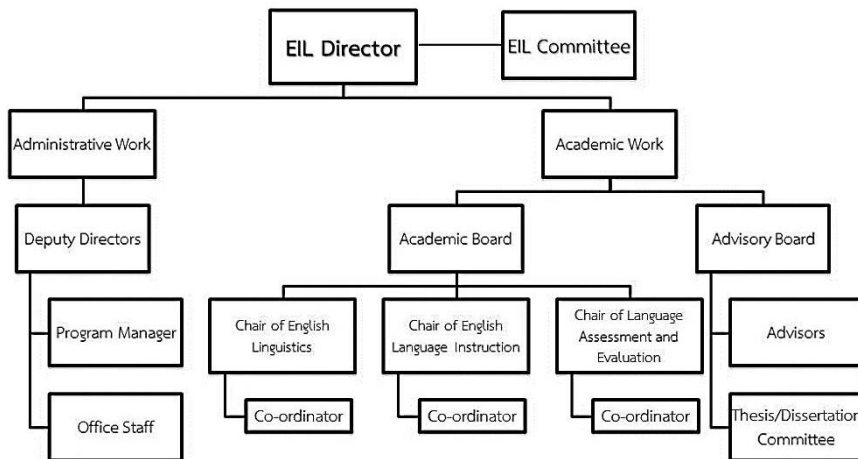 EIL Director
EIL Committee
Administrative Work
Academic Work
Deputy Directors
Academic Board
Advisory Board
Program Manager
Chair of English
Linguistics
Chair of English
Language Instruction
Chair of Language
Assessment and
Evaluation
Advisors
Office Staff
Co-ordinator
Co-ordinator
Co-ordinator
Thesis/Dissertation
Committee